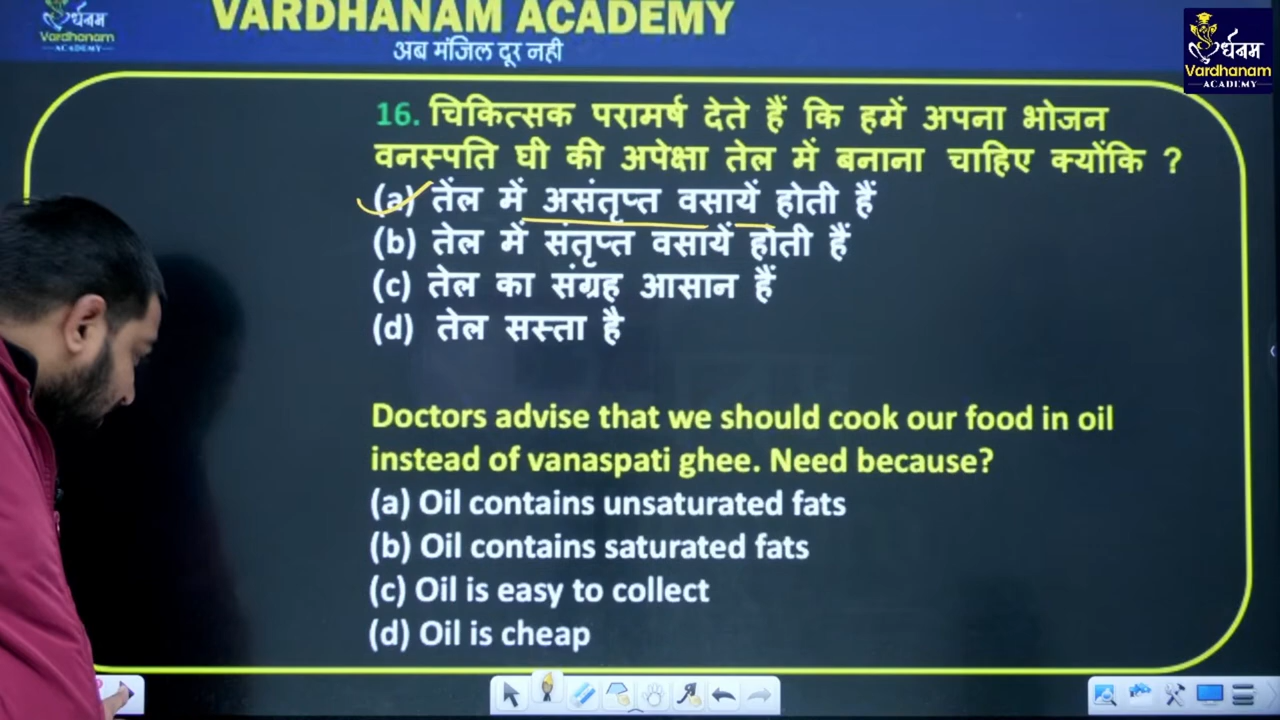 र्धनम
Vardhanam
ACADEMY
VARDHANAM ACADEMY
अब मंजिल दूर नही
र्धनम
Vardhanam
ACADEMY
16. चिकित्सक परामर्ष देते हैं कि हमें अपना भोजन
वनस्पति घी की अपेक्षा तेल में बनाना चाहिए क्योंकि ?
(a) तेंल में असंतृप्त वसायें होती हैं
(b) तेल में संतृप्त वसायें होती हैं
(c) तेल का संग्रह आसान हैं
(d) तेल सस्ता है
Doctors advise that we should cook our food in oil
instead of vanaspati ghee. Need because?
(a) Oil contains unsaturated fats
(b) Oil contains saturated fats
(c) Oil is easy to collect
(d) Oil is cheap